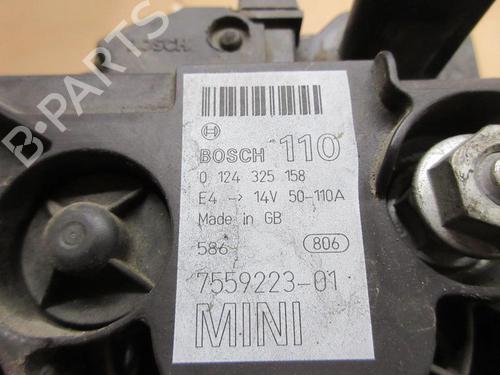 BOSCH
BOSCH 110
0 124 325 158
E4 -> 14V 50-110A
Made in GB
586 806
7559223-01
MINI